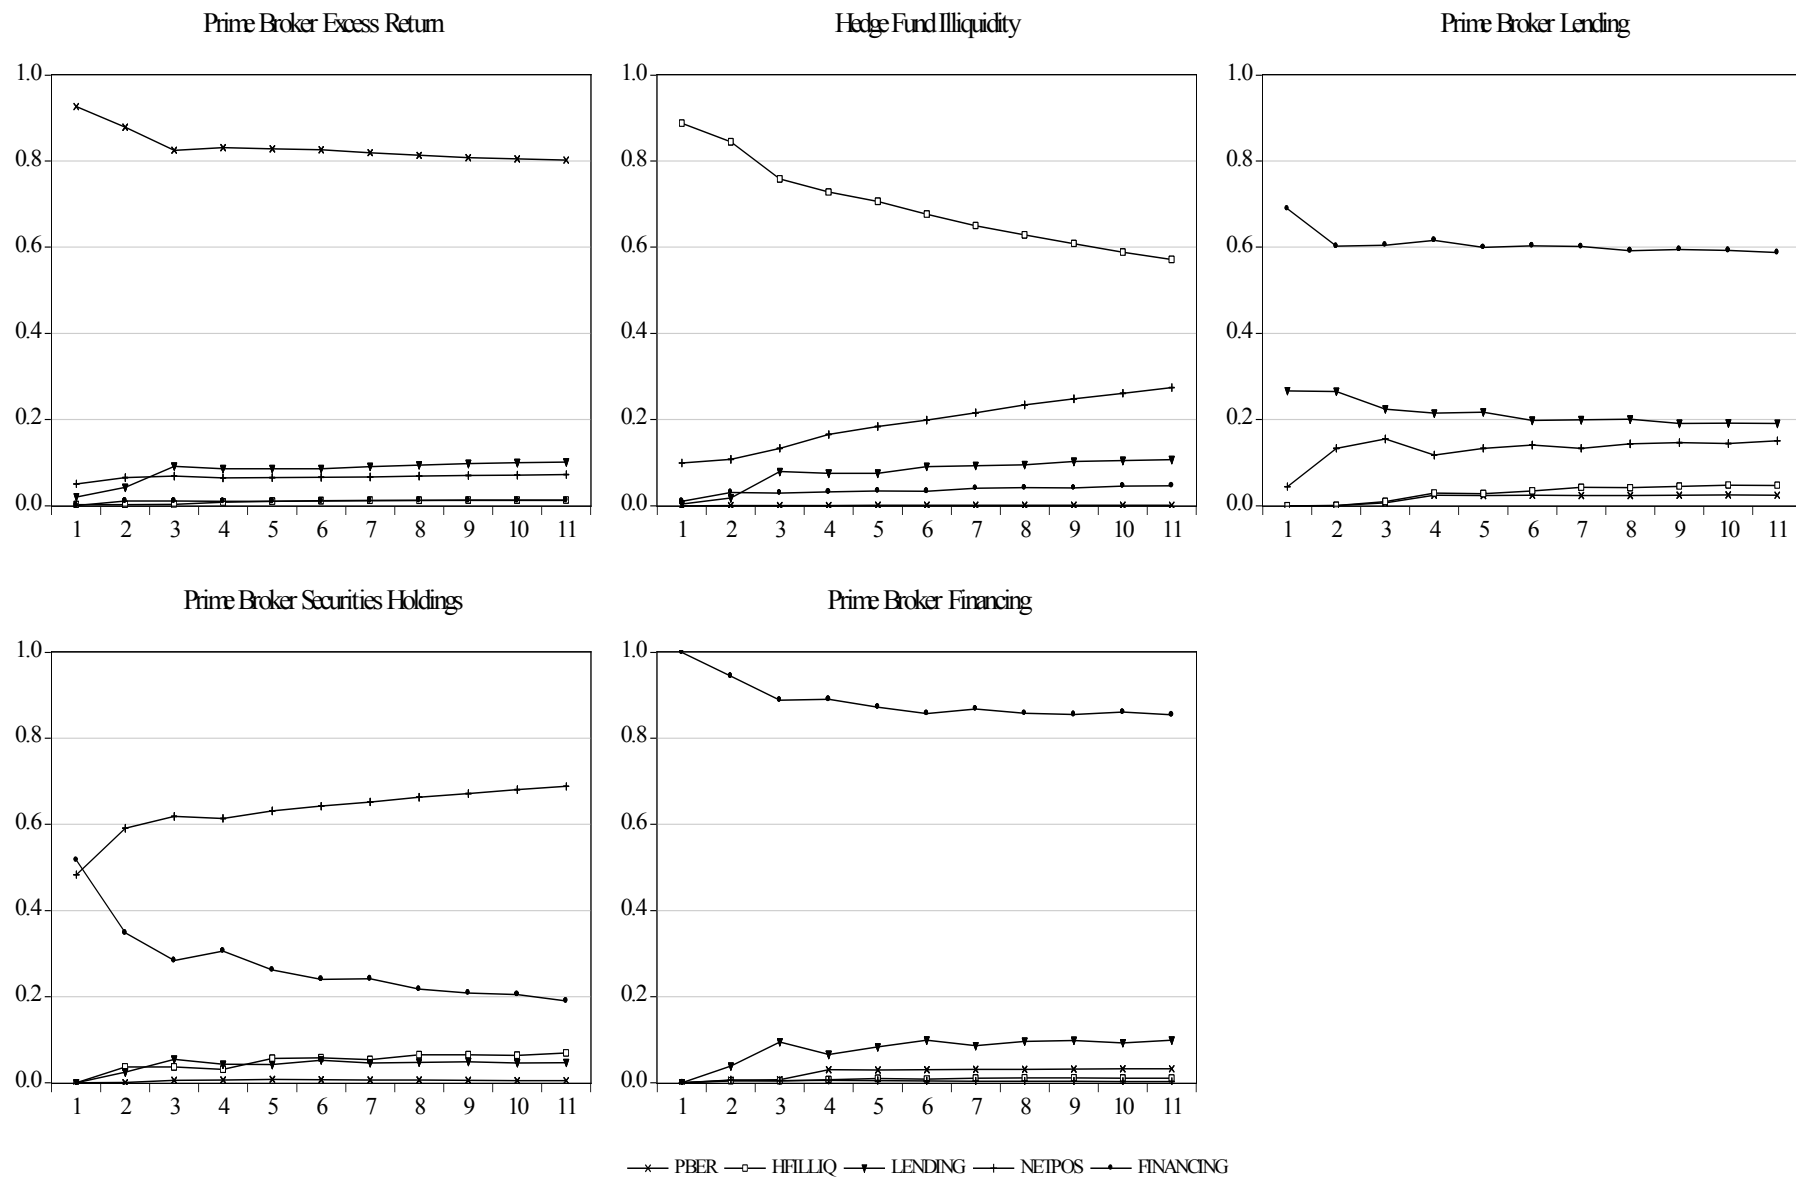 Prime Broker Excess Return
Hedge Fund Illiquidity
Prime Broker Lending
1.0
0.8
0.6
0.4
0.2
0.0
1 2 3 4 5 6 7 8 9 10 11
1.0
0.8
0.6
0.4
0.2
0.0
1 2 3 4 5 6 7 8 9 10 11
1.0
0.8
0.6
0.4
0.2
0.0
1 2 3 4 5 6 7 8 9 10 11
Prime Broker Securities Holdings
Prime Broker Financing
1.0
0.8
0.6
0.4
0.2
0.0
1 2 3 4 5 6 7 8 9 10 11
1.0
0.8
0.6
0.4
0.2
0.0
1 2 3 4 5 6 7 8 9 10 11
PBER HFILLIQ LENDING NETPOS FINANCING